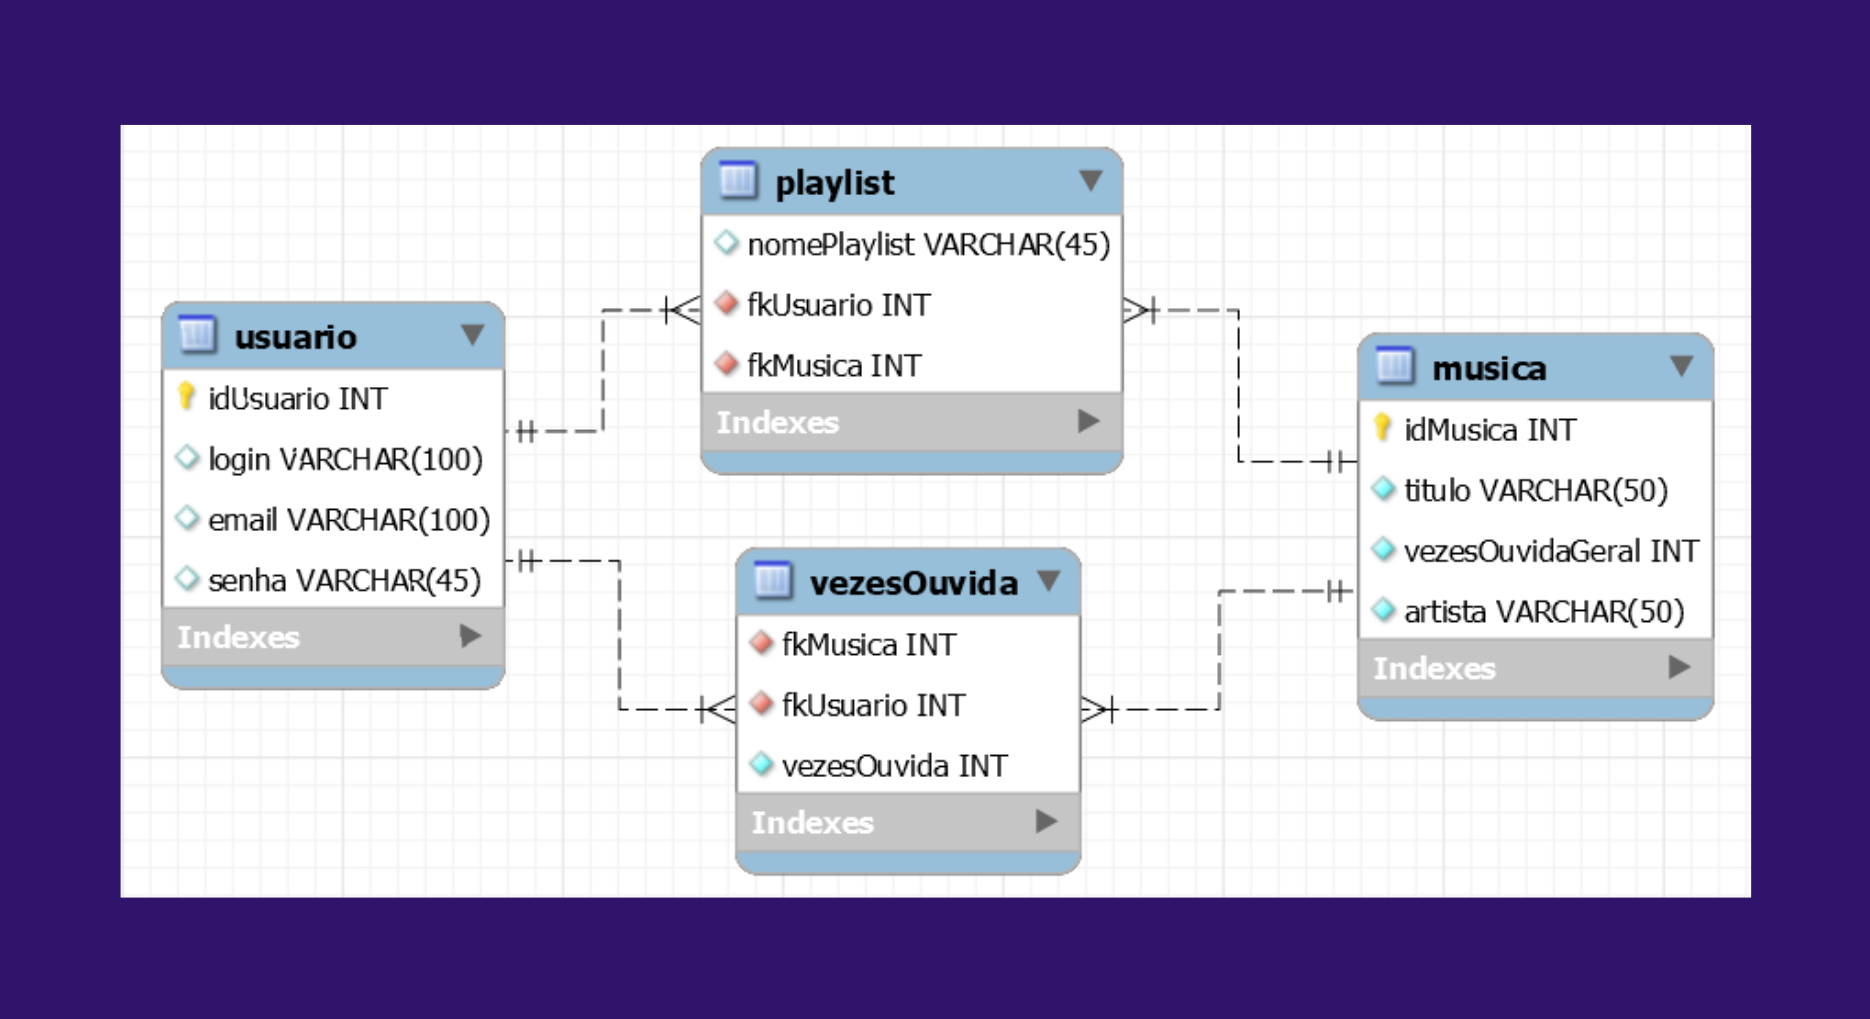 usuario
idUsuario INT
login VARCHAR(100)
email VARCHAR(100)
senha VARCHAR(45)
Indexes
playlist
nomePlaylist VARCHAR(45)
fkUsuario INT
fkMusica INT
Indexes
vezesOuvida
fkMusica INT
fkUsuario INT
vezesOuvida INT
Indexes
musica
idMusica INT
titulo VARCHAR(50)
vezesOuvidaGeral INT
artista VARCHAR(50)
Indexes